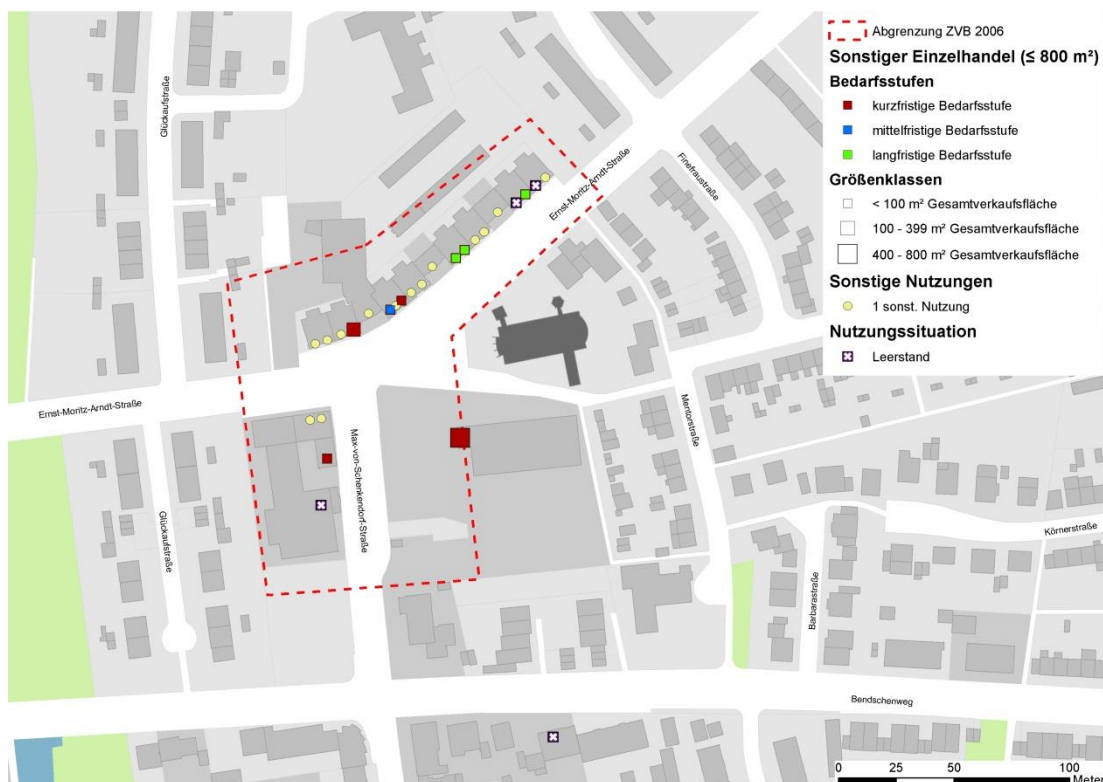 Abgrenzung ZVB 2006
Sonstiger Einzelhandel (≤ 800 m²)
Bedarfsstufen
kurzfristige Bedarfsstufe
mittelfristige Bedarfsstufe
langfristige Bedarfsstufe
Größenklassen
< 100 m² Gesamtverkaufsfläche
100 - 399 m² Gesamtverkaufsfläche
400 - 800 m² Gesamtverkaufsfläche
Sonstige Nutzungen
1 sonst. Nutzung
Nutzungssituation
Leerstand
Glückaufstraße
Ernst-Moritz-Arndt-Straße
Finefraustraße
Ernst-Moritz-Arndt-Straße
Max-von-Schenkendorf-Straße
Mentorstraße
Glückaufstraße
Körnerstraße
Barbarastraße
Bendschenweg
0 50 100
Meter